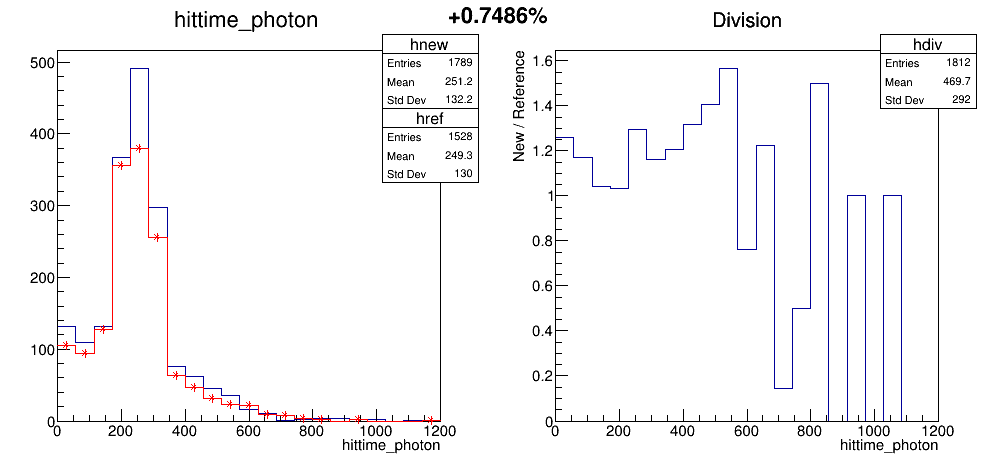 +0.7486%
hittime_photon
hnew
Entries 1789
Mean 251.2
Std Dev 132.2
href
Entries 1528
Mean 249.3
Std Dev 130
500
400
300
200
100
0
0 200 400 600 800 1000 1200
hittime_photon
Division
hdiv
Entries 1812
Mean 469.7
Std Dev 292
New / Reference
1.6
1.4
1.2
1
0.8
0.6
0.4
0.2
0
0 200 400 600 800 1000 1200
hittime_photon